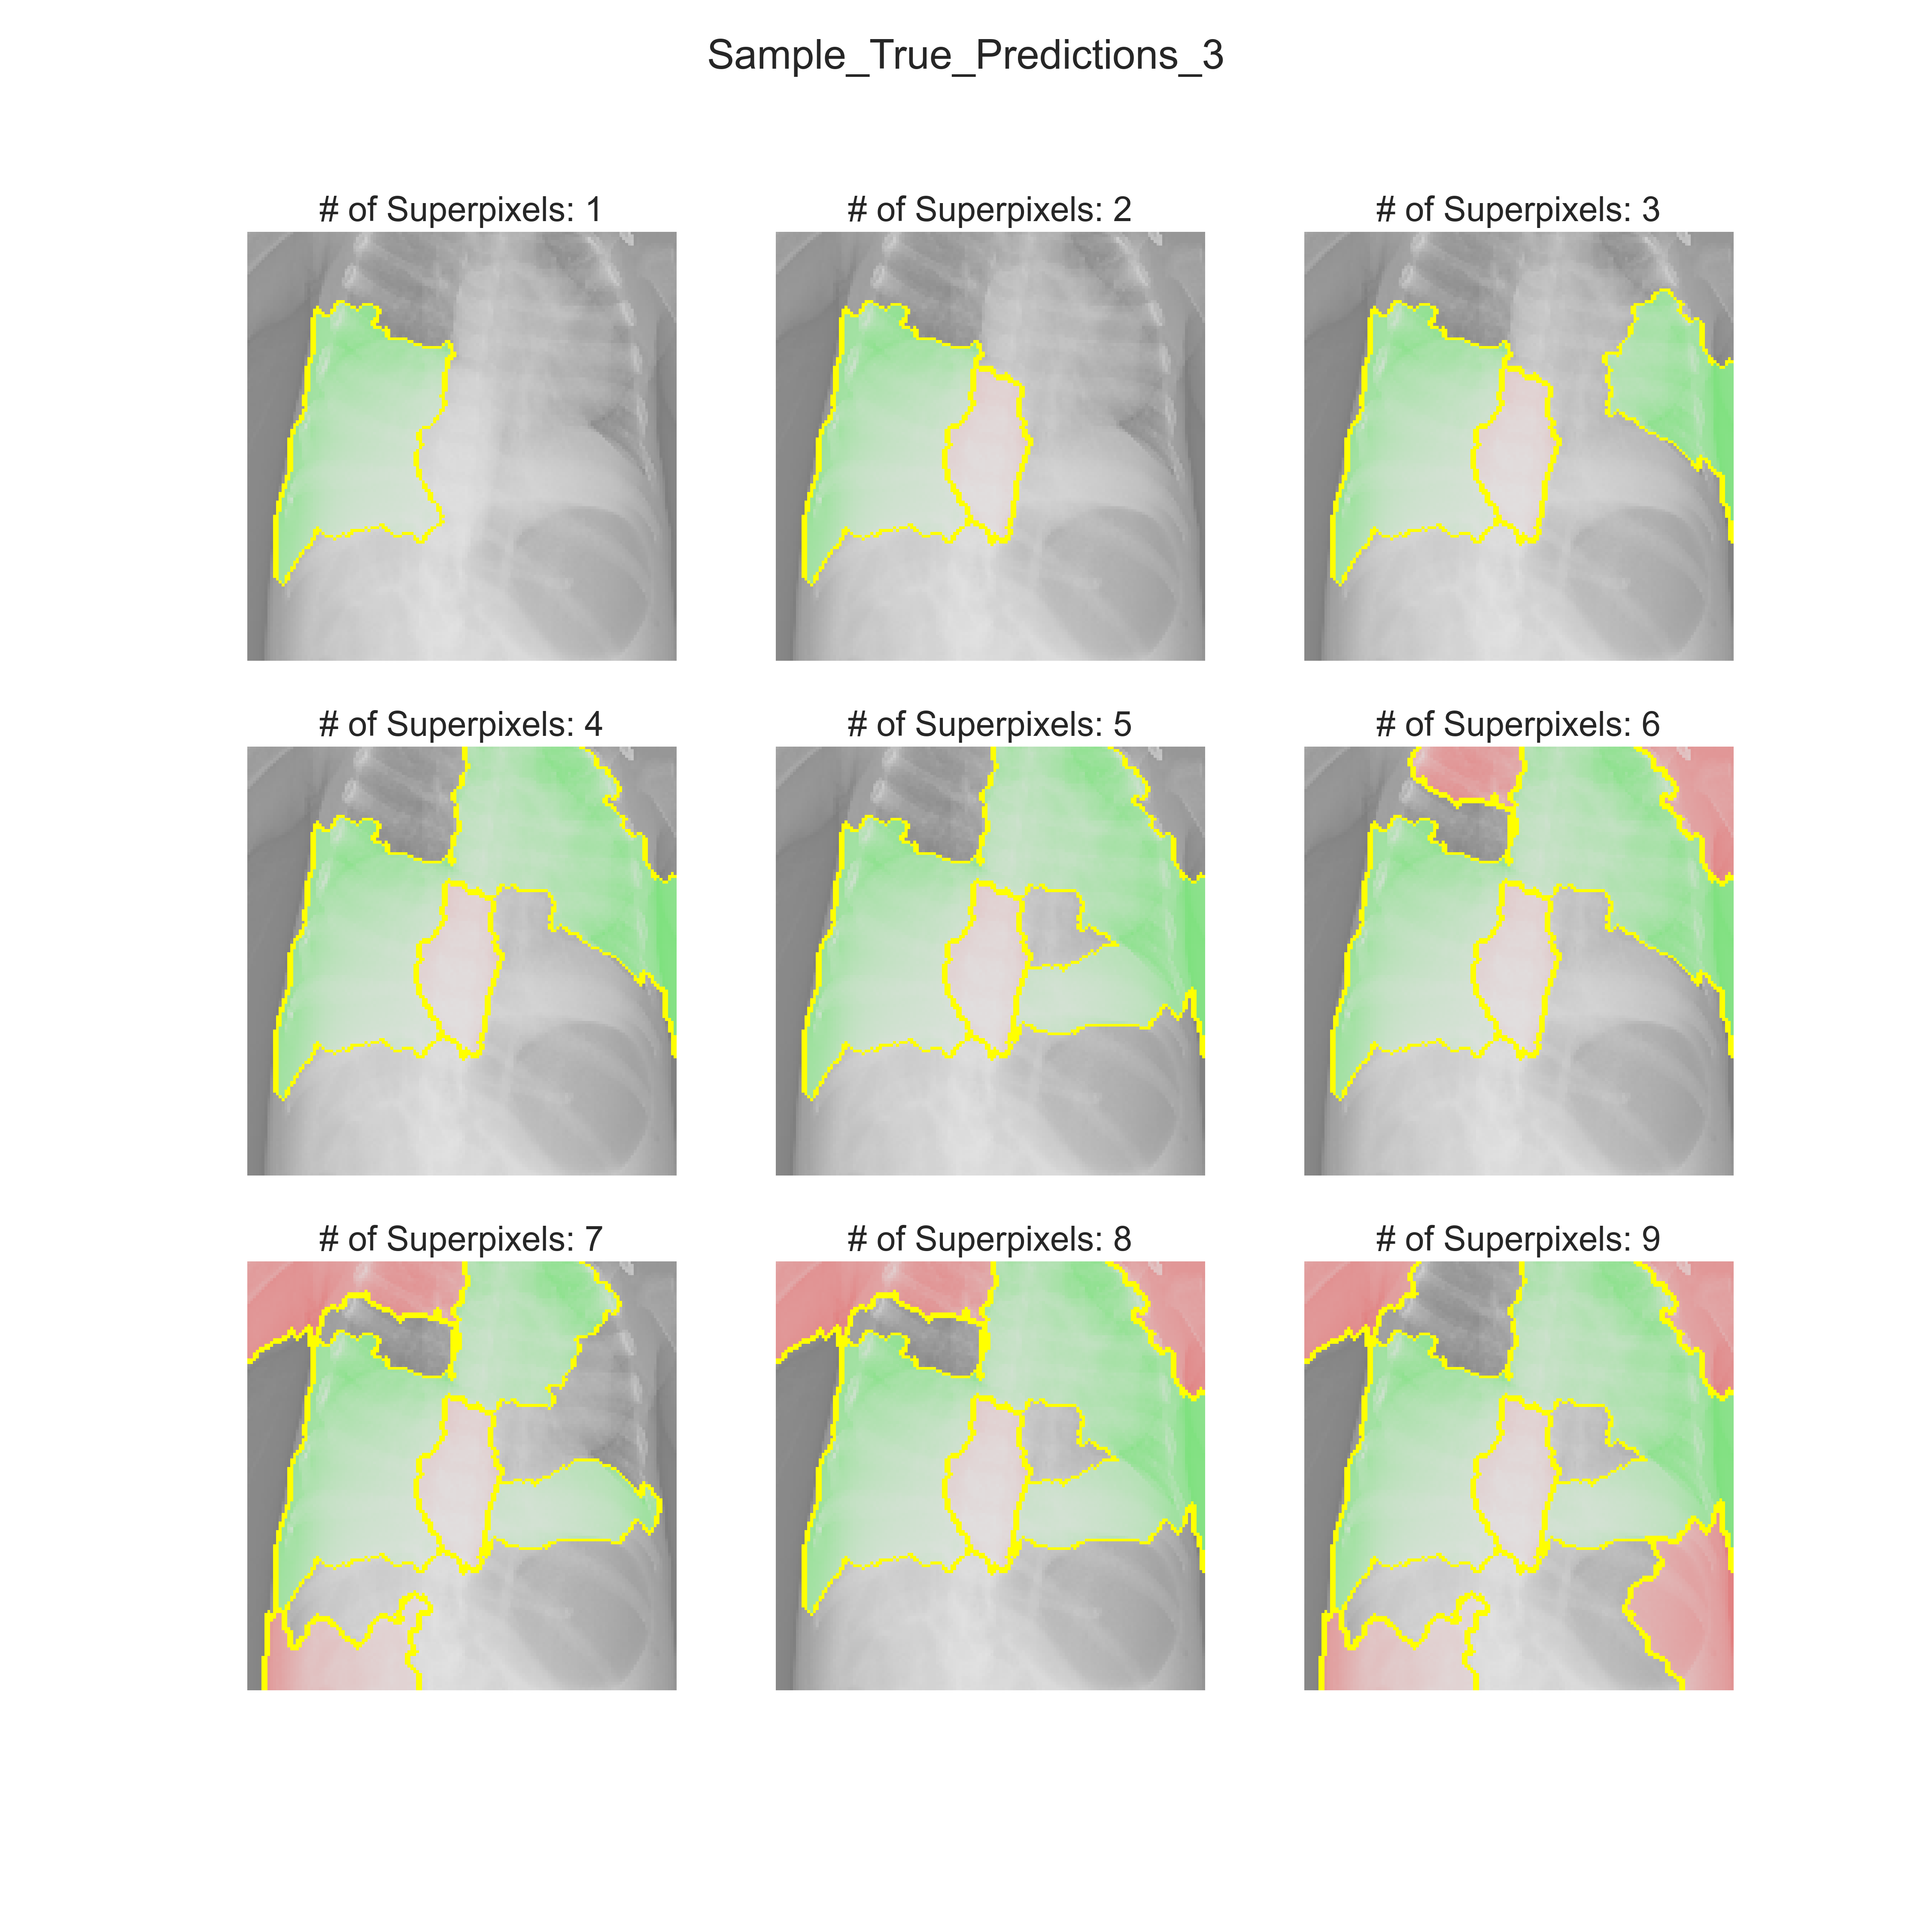 Sample_True_Predictions_3
# of Superpixels: 1
# of Superpixels: 2
# of Superpixels: 3
# of Superpixels: 4
# of Superpixels: 5
# of Superpixels: 6
# of Superpixels: 7
# of Superpixels: 8
# of Superpixels: 9